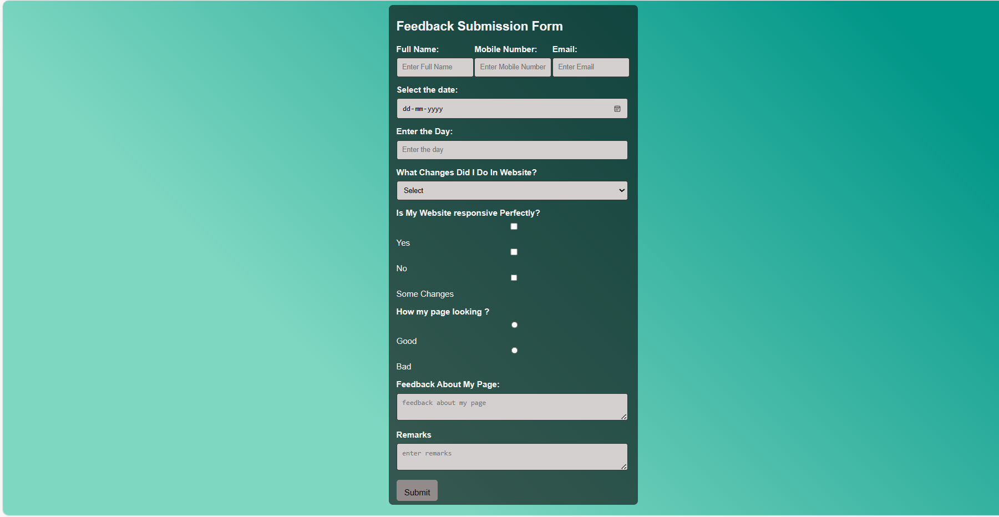 Feedback Submission Form
Full Name: Mobile Number: Email:
Enter Full Name Enter Mobile Number Enter Email
Select the date:
dd-mm-yyyy
Enter the Day:
Enter the day
What Changes Did I Do In Website?
Select
Is My Website responsive Perfectly?
Yes
No
Some Changes
How my page looking ?
Good
Bad
Feedback About My Page:
feedback about my page
Remarks
enter remarks
Submit